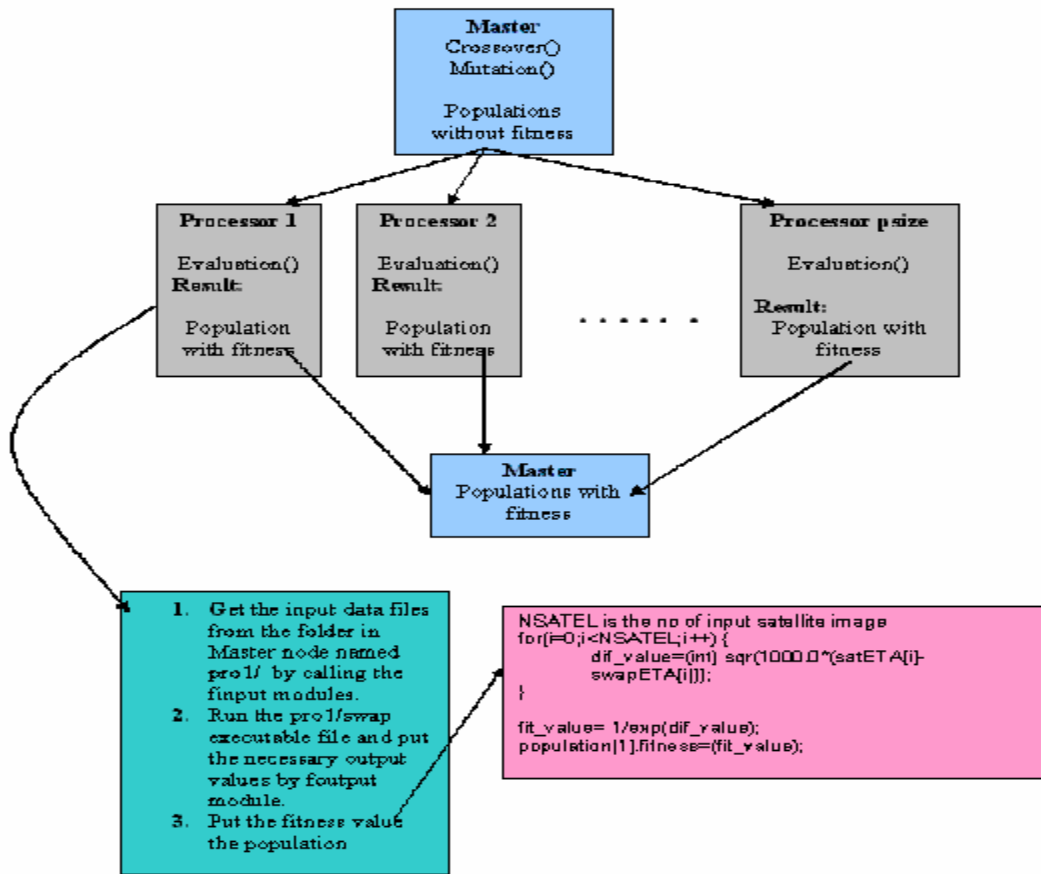 Master
Crossover()
Mutation()
Populations
without fitness
Processor 1
Evaluation()
Result:
Population
with fitness
Processor 2
Evaluation()
Result:
Population
with fitness
. . . . . .
Processor psize
Evaluation()
Result:
Population with
fitness
Master
Populations with
fitness
1. Get the input data files
from the folder in
Master node named
pro1/ by calling the
finput modules.
2. Run the pro1/swap
executable file and put
the necessary output
values by foutput
module.
3. Put the fitness value
the population
NSATEL is the no of input satellite image
for(i=0;i<NSATEL;i++) {
dif_value=(int) sqr(1000.0*(satETA[i]-
swapETA[i]));
}
fit_value= 1/exp(dif_value);
population[1].fitness=(fit_value);